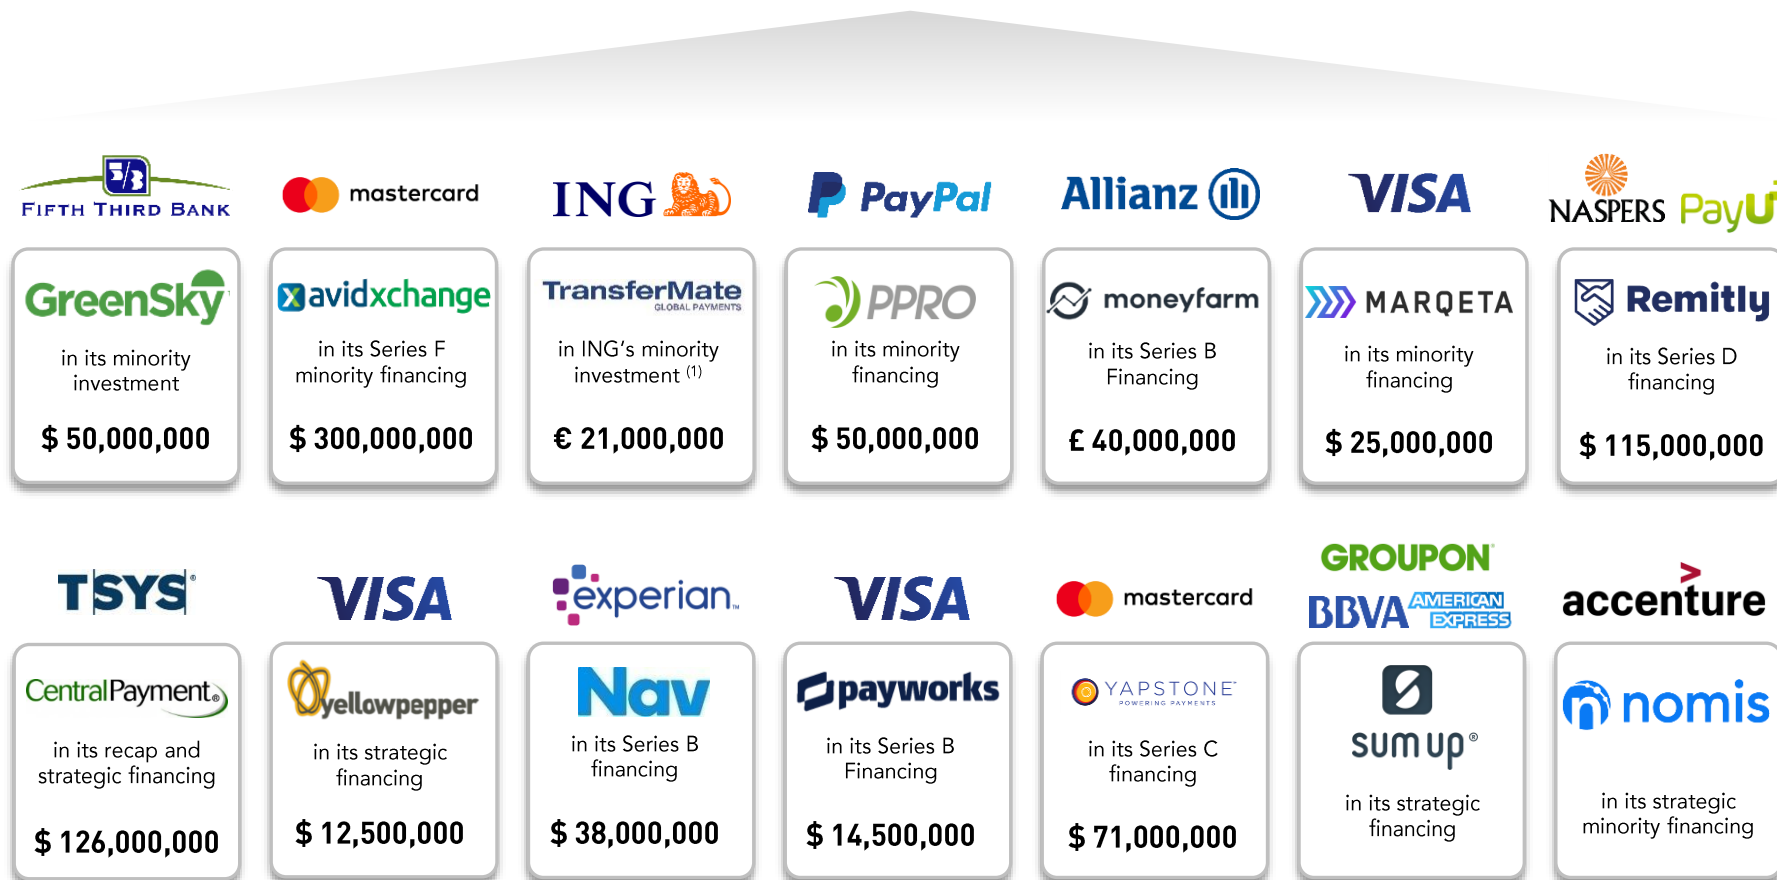 FIFTH THIRD BANK
mastercard
ING
PayPal
Allianz
VISA
NASPERS PayU
GreenSky
in its minority
investment
$ 50,000,000
avidxchange
in its Series F
minority financing
$ 300,000,000
TransferMate
GLOBAL PAYMENTS
in ING's minority
investment (1)
€ 21,000,000
PPRO
in its minority
financing
$ 50,000,000
moneyfarm
in its Series B
Financing
£ 40,000,000
MARQETA
in its minority
financing
$ 25,000,000
Remitly
in its Series D
financing
$ 115,000,000
TSYS®
VISA
experian™
VISA
mastercard
GROUPON
BBVA AMERICAN
EXPRESS
accenture
CentralPayment®
in its recap and
strategic financing
$ 126,000,000
yellowpepper
in its strategic
financing
$ 12,500,000
Nav
in its Series B
financing
$ 38,000,000
payworks
in its Series B
Financing
$ 14,500,000
YAPSTONE™
POWERING PAYMENTS
in its Series C
financing
$ 71,000,000
sumup®
in its strategic
financing
nomis
in its strategic
minority financing